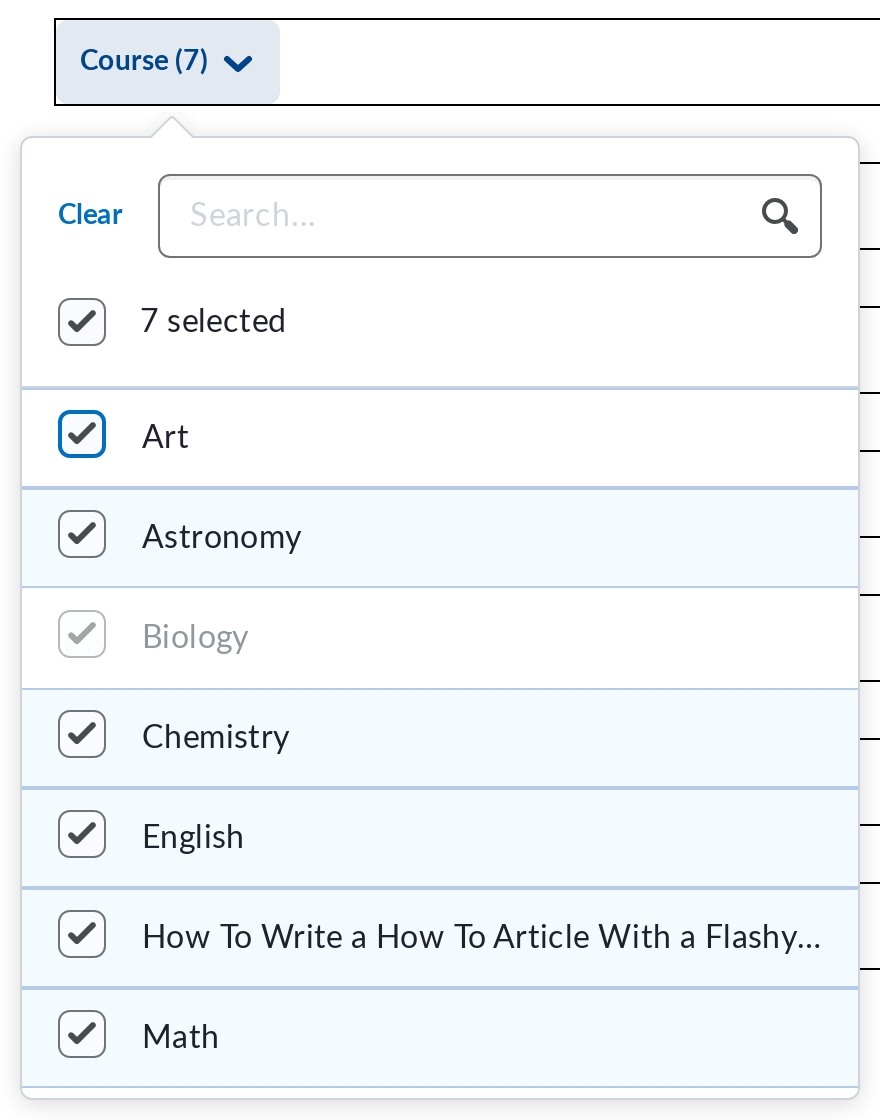 Course (7)
Clear
Search...
7 selected
Art
Astronomy
Biology
Chemistry
English
How To Write a How To Article With a Flashy...
Math